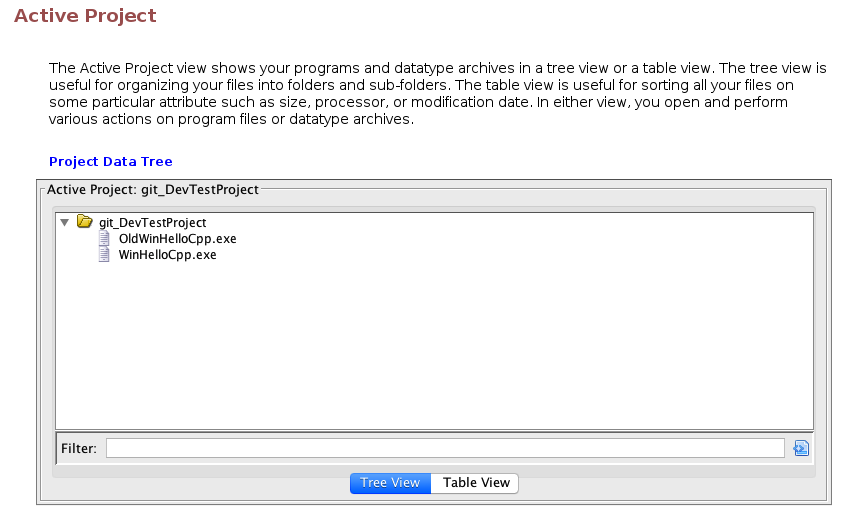 Active Project
The Active Project view shows your programs and datatype archives in a tree view or a table view. The tree view is
useful for organizing your files into folders and sub-folders. The table view is useful for sorting all your files on
some particular attribute such as size, processor, or modification date. In either view, you open and perform
various actions on program files or datatype archives.
Project Data Tree
Active Project: git_DevTestProject
git_DevTestProject
OldWinHelloCpp.exe
WinHelloCpp.exe
Filter:
Tree View Table View